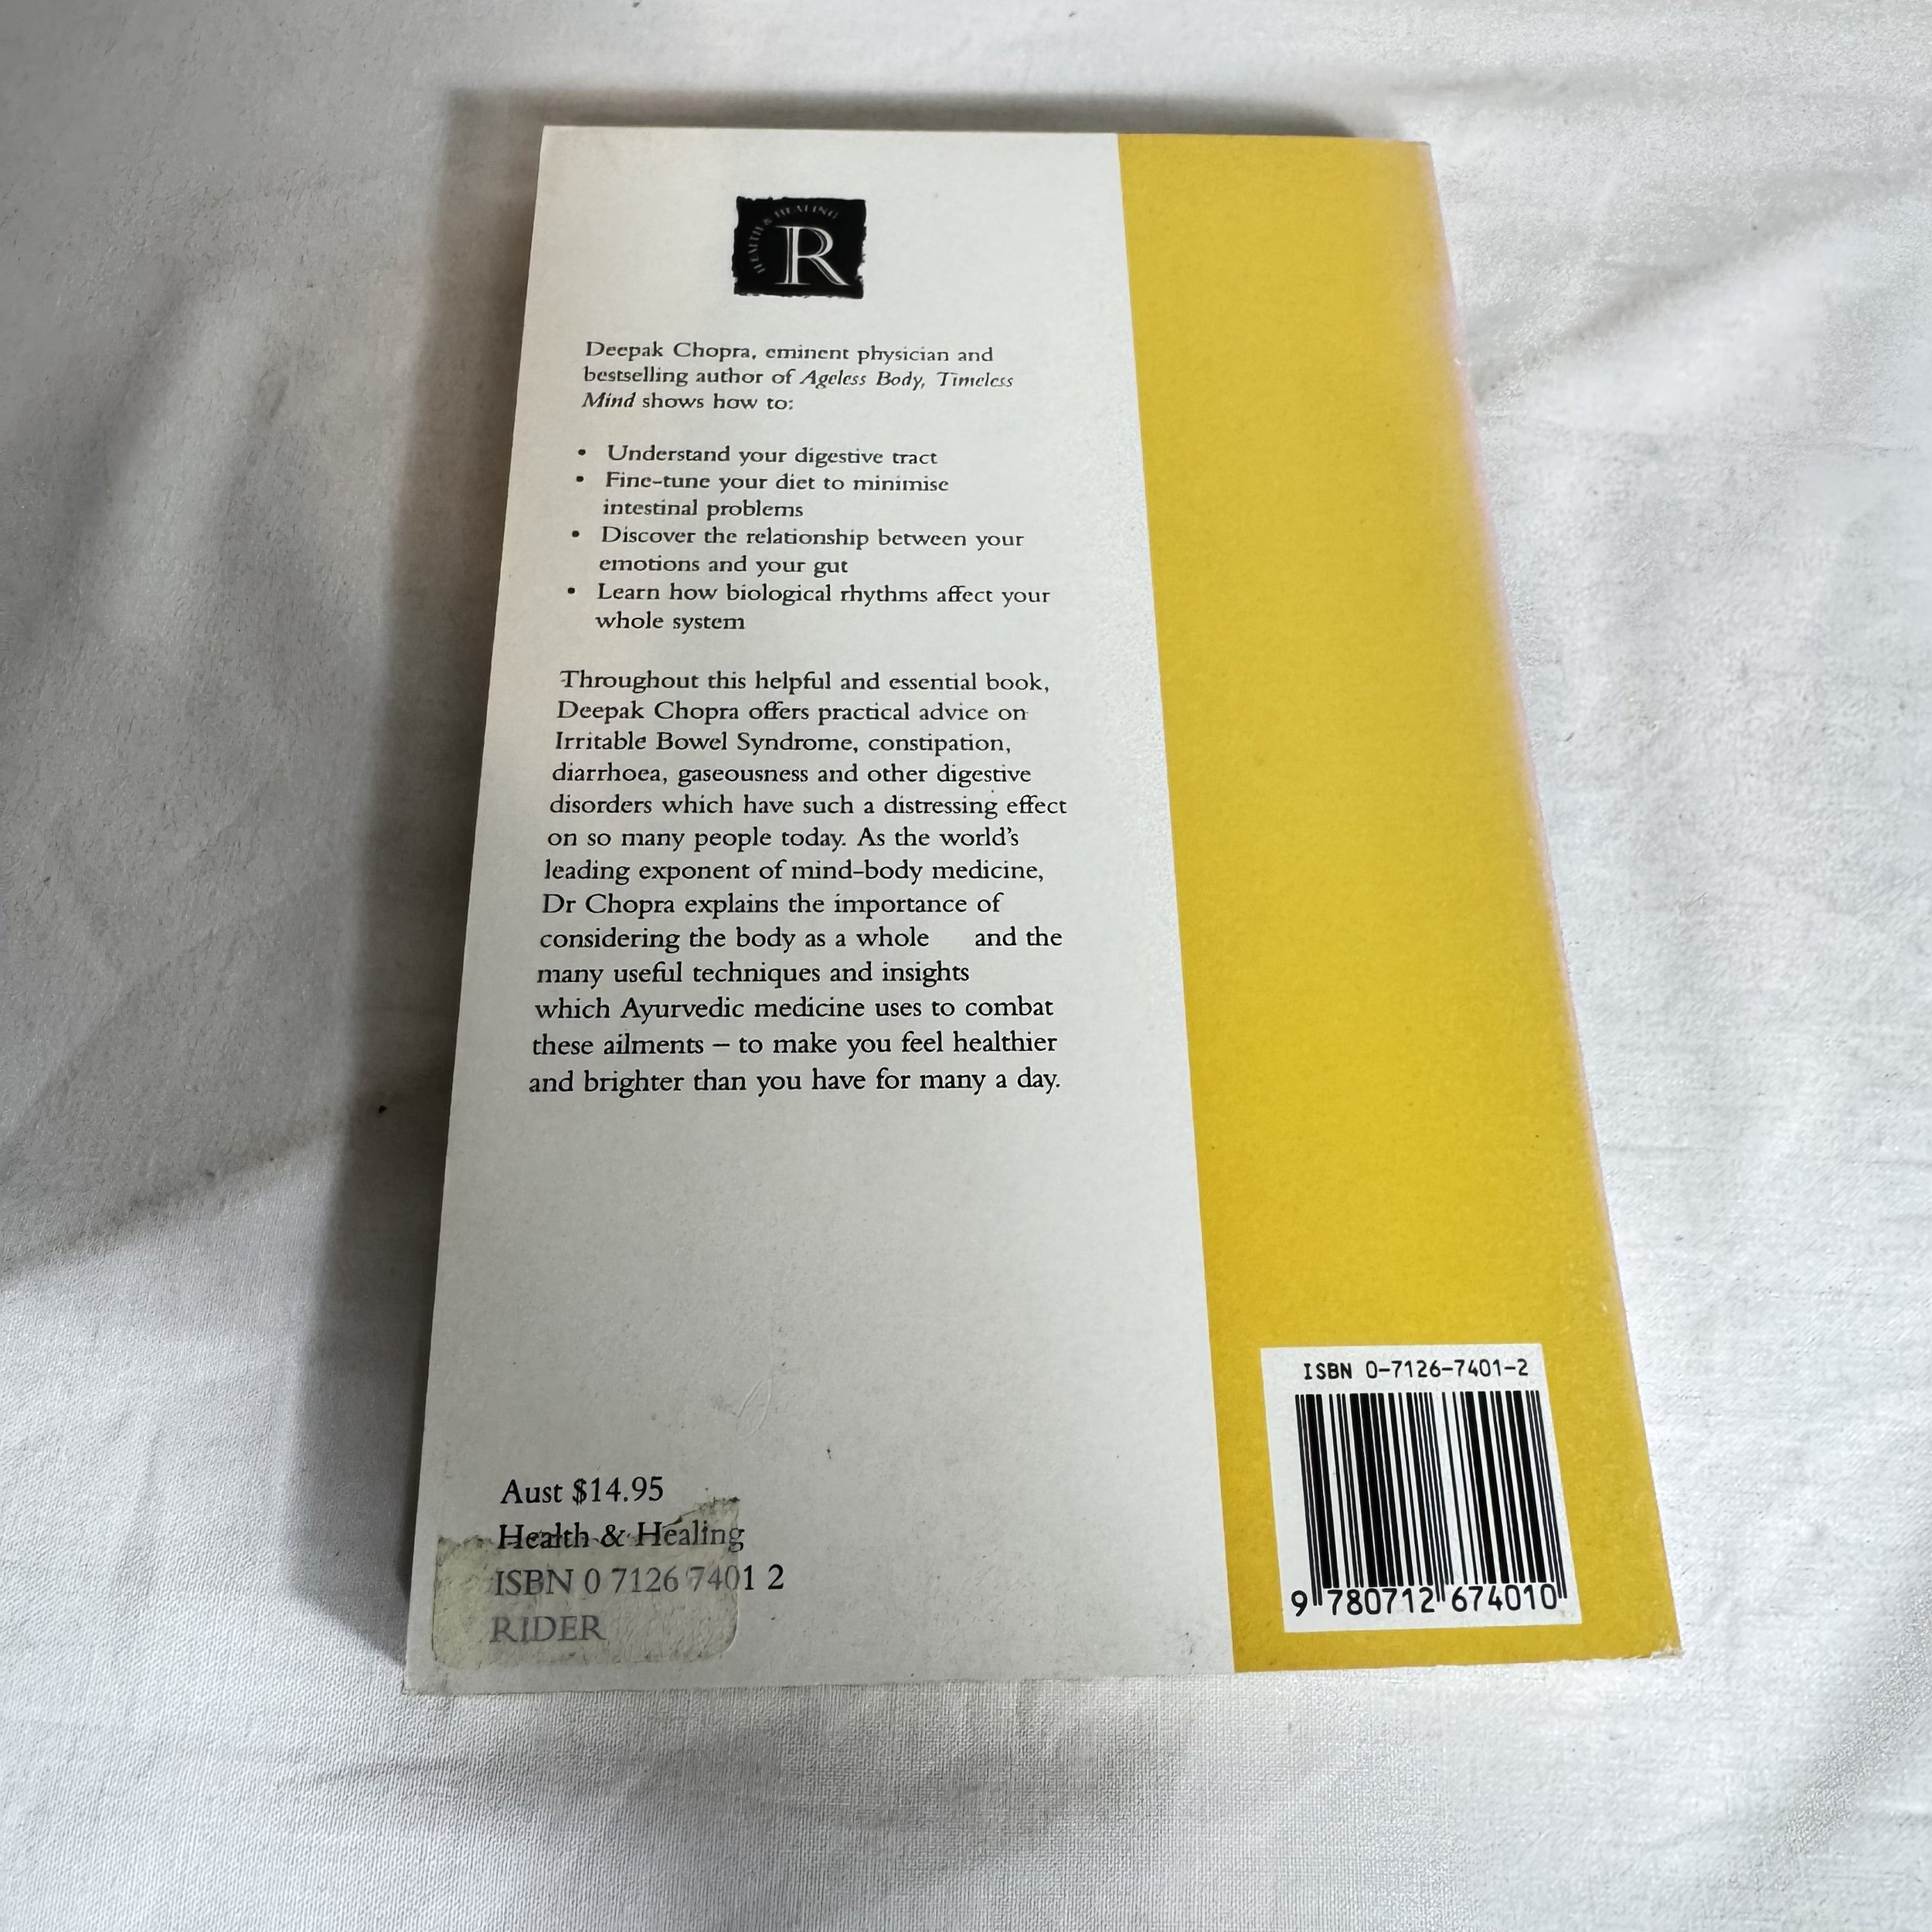 HEALTH & HEALING
R
Deepak Chopra, eminent physician and
bestselling author of Ageless Body, Timeless
Mind shows how to:
• Understand your digestive tract
• Fine-tune your diet to minimise
intestinal problems
• Discover the relationship between your
emotions and your gut
• Learn how biological rhythms affect your
whole system
Throughout this helpful and essential book,
Deepak Chopra offers practical advice on
Irritable Bowel Syndrome, constipation,
diarrhoea, gaseousness and other digestive
disorders which have such a distressing effect
on so many people today. As the world's
leading exponent of mind-body medicine,
Dr Chopra explains the importance of
considering the body as a whole and the
many useful techniques and insights
which Ayurvedic medicine uses to combat
these ailments – to make you feel healthier
and brighter than you have for many a day.
Aust $14.95
Health & Healing
ISBN 0 7126 7401 2
RIDER
ISBN 0-7126-7401-2
9 780712 674010